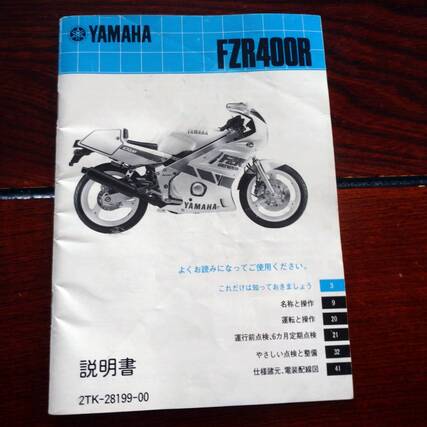 YAMAHA
FZR400R
YAMAHA
FZR
YAMAHA
よくお読みになってご使用ください。
これだけは知っておきましょう 3
名称と操作 9
運転と操作 20
運行前点検、6カ月定期点検 21
やさしい点検と整備 32
仕様諸元、電装配線図 41
説明書
2TK-28199-00